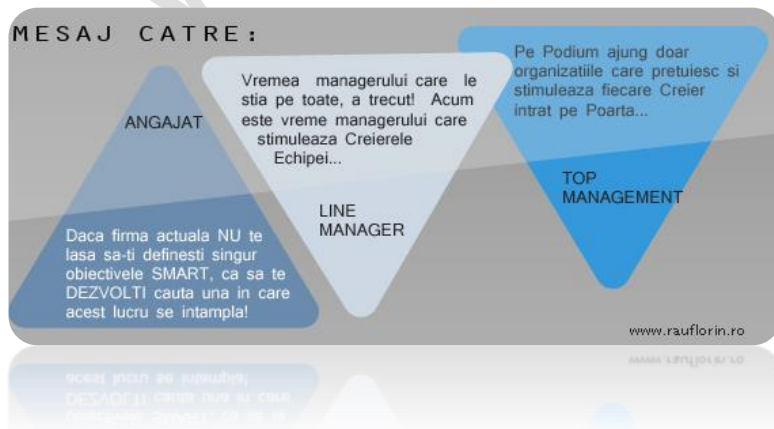 MESAJ CATRE:
ANGAJAT
Daca firma actuala NU te
lasa sa-ti definesti singur
obiectivele SMART, ca sa te
DEZVOLTI cauta una in care
acest lucru se intampla!
Vremea managerului care le
stia pe toate, a trecut! Acum
este vreme managerului care
stimuleaza Creierele
Echipei...
LINE
MANAGER
Pe Podium ajung doar
organizatiile care pretuiesc si
stimuleaza fiecare Creier
intrat pe Poarta...
TOP
MANAGEMENT
www.rauflorin.ro